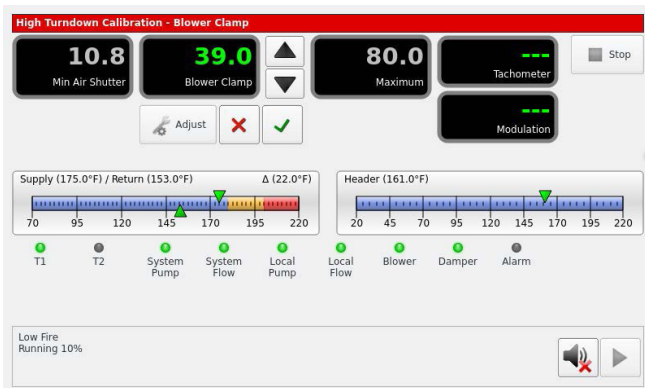 High Turndown Calibration - Blower Clamp
10.8
Min Air Shutter
39.0
Blower Clamp
80.0
Maximum
---
Tachometer
Stop
---
Modulation
Adjust
Supply (175.0°F) / Return (153.0°F) Δ (22.0°F)
70 95 120 145 170 195 220
Header (161.0°F)
20 45 70 95 120 145 170 195 220
T1 T2 System Pump System Flow Local Pump Local Flow Blower Damper Alarm
Low Fire
Running 10%